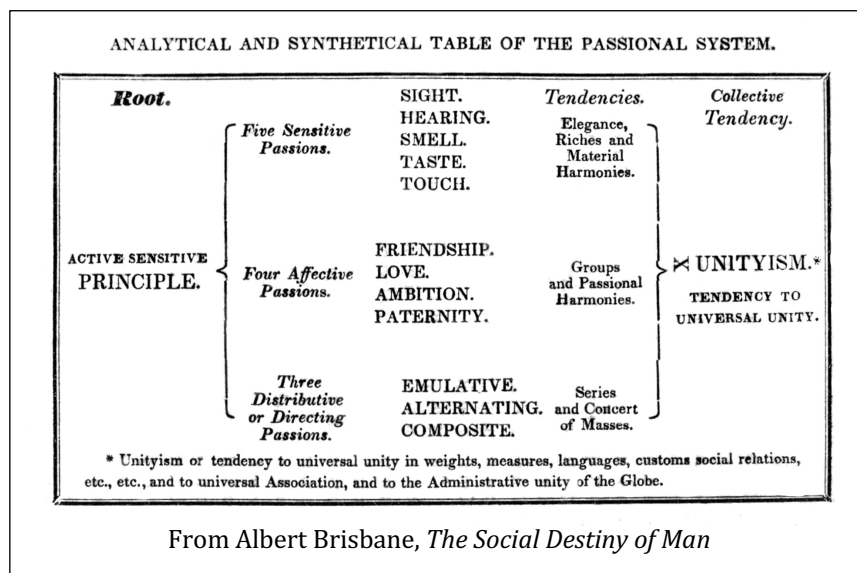 ANALYTICAL AND SYNTHETICAL TABLE OF THE PASSIONAL SYSTEM.
Root.
ACTIVE SENSITIVE
PRINCIPLE.
Five Sensitive
Passions.
Four Affective
Passions.
Three
Distributive
or Directing
Passions.
SIGHT.
HEARING.
SMELL.
TASTE.
TOUCH.
FRIENDSHIP.
LOVE.
AMBITION.
PATERNITY.
EMULATIVE.
ALTERNATING.
COMPOSITE.
Tendencies.
Elegance,
Riches and
Material
Harmonies.
Groups
and Passional
Harmonies.
Series
and Concert
of Masses.
Collective
Tendency.
UNITYISM.*
TENDENCY TO
UNIVERSAL UNITY.
* Unityism or tendency to universal unity in weights, measures, languages, customs social relations,
etc., etc., and to universal Association, and to the Administrative unity of the Globe.
From Albert Brisbane, The Social Destiny of Man